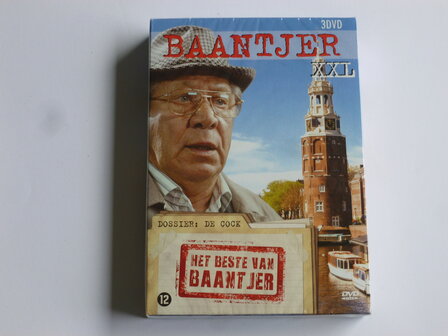 3DVD
BAANTJER
XXL
DOSSIER: DE COCK
HET BESTE VAN
BAANTJER
12
DVD